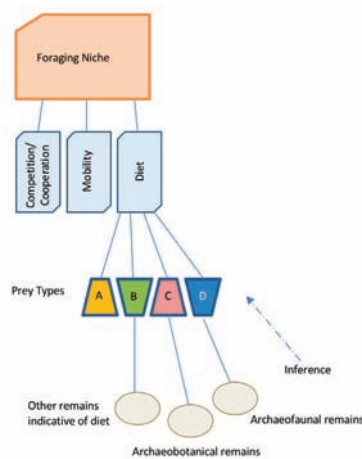 Foraging Niche
Competition/
Cooperation
Mobility
Diet
Prey Types
A
B
C
D
Inference
Other remains
indicative of diet
Archaeofaunal remains
Archaeobotanical remains